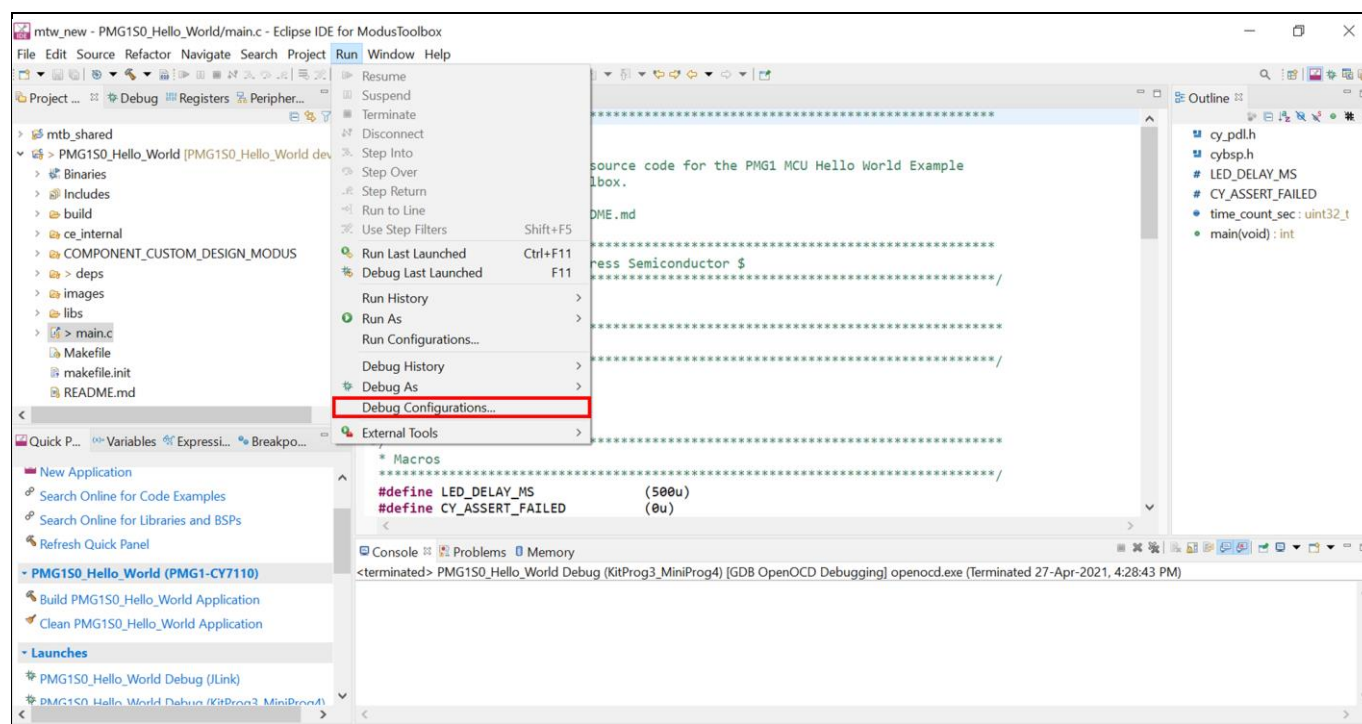 mtw_new - PMG1S0_Hello_World/main.c - Eclipse IDE for ModusToolbox
File Edit Source Refactor Navigate Search Project Run Window Help
Project ... Debug Registers Peripher...
mtb_shared
> PMG1S0_Hello_World [PMG1S0_Hello_World dev
Binaries
Includes
build
ce_internal
COMPONENT_CUSTOM_DESIGN_MODUS
> deps
images
libs
> main.c
Makefile
makefile.init
README.md
Resume
Suspend
Terminate
Disconnect
Step Into
Step Over
Step Return
Run to Line
Use Step Filters Shift+F5
Run Last Launched Ctrl+F11
Debug Last Launched F11
Run History
Run As
Run Configurations...
Debug History
Debug As
Debug Configurations...
External Tools
source code for the PMG1 MCU Hello World Example
lbox.
DME.md
ress Semiconductor $
* Macros
#define LED_DELAY_MS (500u)
#define CY_ASSERT_FAILED (0u)
Outline
cy_pdl.h
cybsp.h
# LED_DELAY_MS
# CY_ASSERT_FAILED
time_count_sec : uint32_t
main(void) : int
Quick P... Variables Expressi... Breakpo...
New Application
Search Online for Code Examples
Search Online for Libraries and BSPs
Refresh Quick Panel
PMG1S0_Hello_World (PMG1-CY7110)
Build PMG1S0_Hello_World Application
Clean PMG1S0_Hello_World Application
Launches
PMG1S0_Hello_World Debug (JLink)
PMG1S0_Hello_World Debug (KitProg3_MiniProg4)
Console Problems Memory
<terminated> PMG1S0_Hello_World Debug (KitProg3_MiniProg4) [GDB OpenOCD Debugging] openocd.exe (Terminated 27-Apr-2021, 4:28:43 PM)